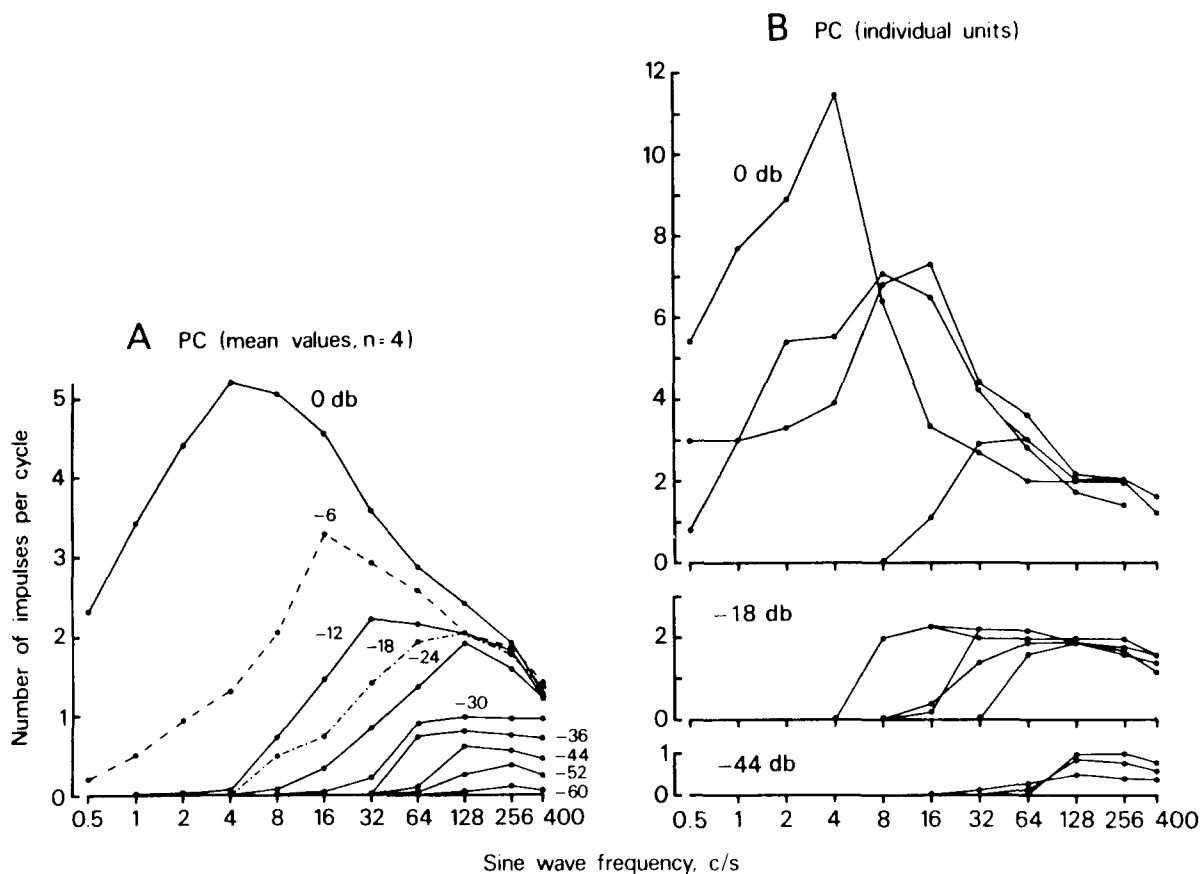 A PC (mean values, n=4)
Number of impulses per cycle
5
4
3
2
1
0
0 db
-6
-12
-18
-24
-30
-36
-44
-52
-60
0.5 1 2 4 8 16 32 64 128 256 400
B PC (individual units)
12
10
8
6
4
2
0
0 db
2
0
-18 db
1
0
-44 db
0.5 1 2 4 8 16 32 64 128 256 400
Sine wave frequency, c/s